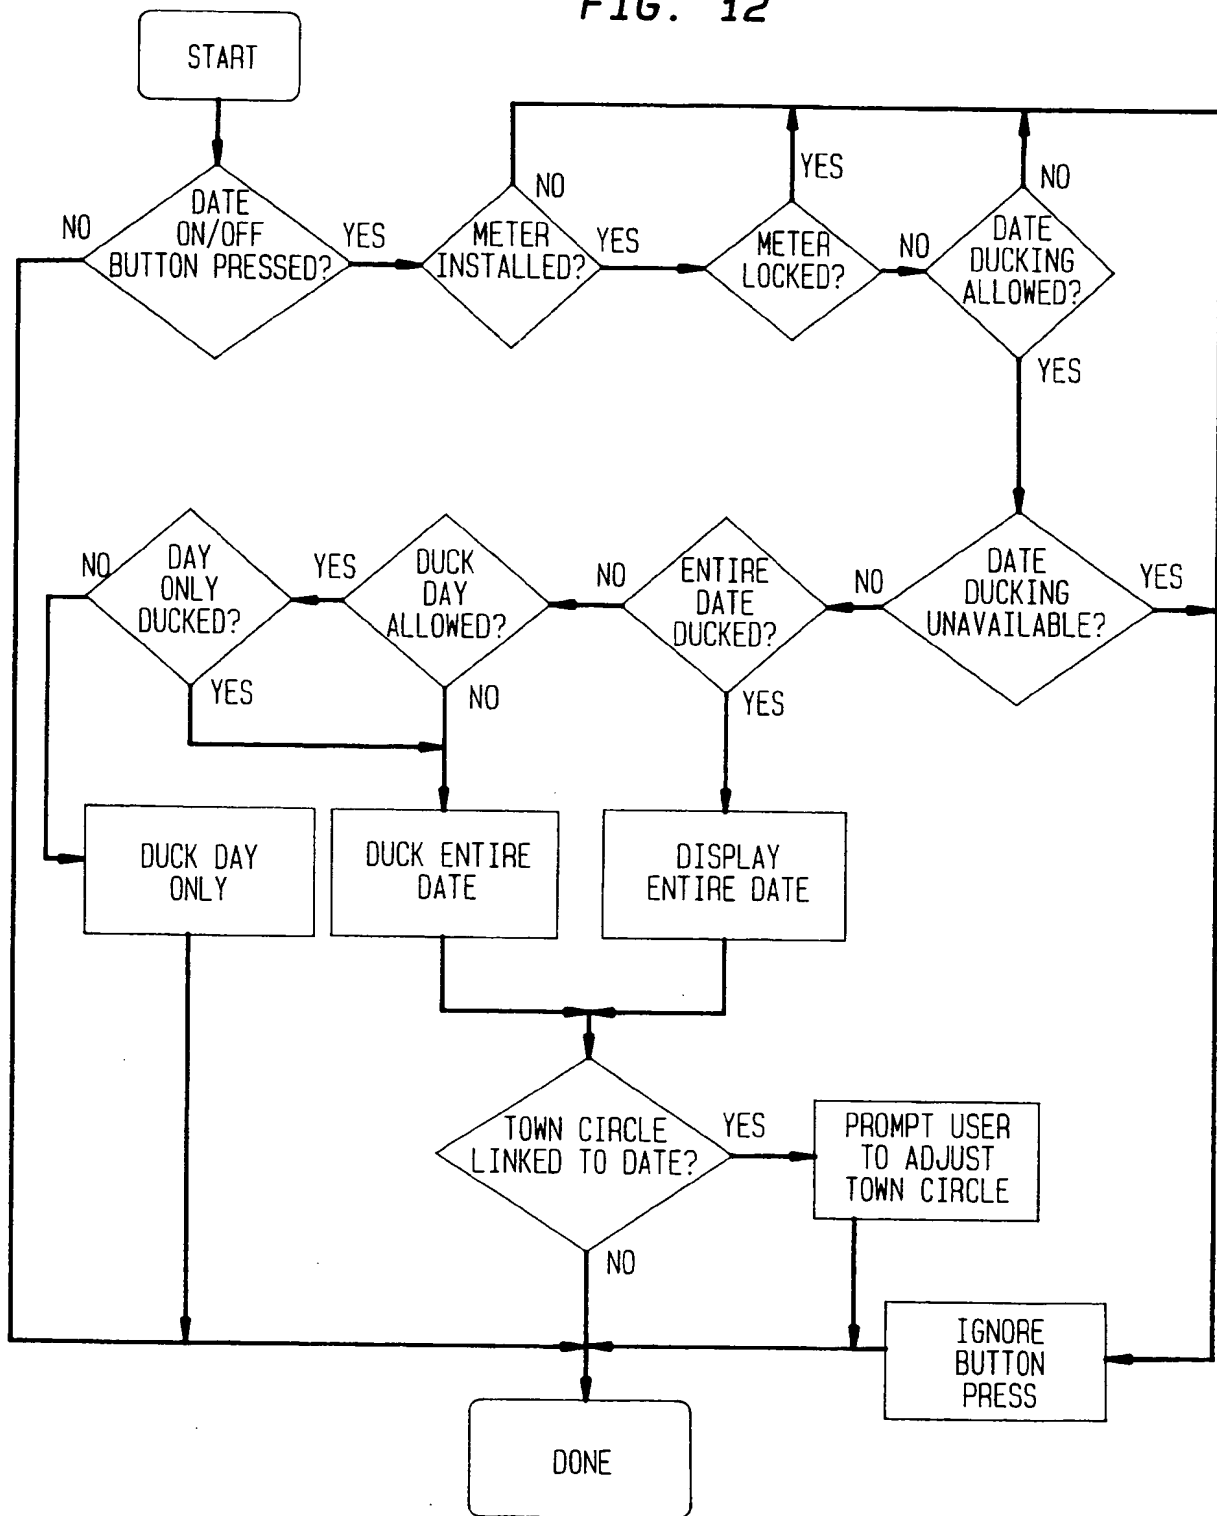 FIG. 12
START
DATE
ON/OFF
BUTTON PRESSED?
NO
YES
METER
INSTALLED?
NO
YES
METER
LOCKED?
YES
NO
DATE
DUCKING
ALLOWED?
NO
YES
DAY
ONLY
DUCKED?
NO
YES
DUCK
DAY
ALLOWED?
YES
NO
ENTIRE
DATE
DUCKED?
NO
YES
DATE
DUCKING
UNAVAILABLE?
NO
YES
DUCK DAY
ONLY
DUCK ENTIRE
DATE
DISPLAY
ENTIRE DATE
TOWN CIRCLE
LINKED TO DATE?
YES
NO
PROMPT USER
TO ADJUST
TOWN CIRCLE
IGNORE
BUTTON
PRESS
DONE